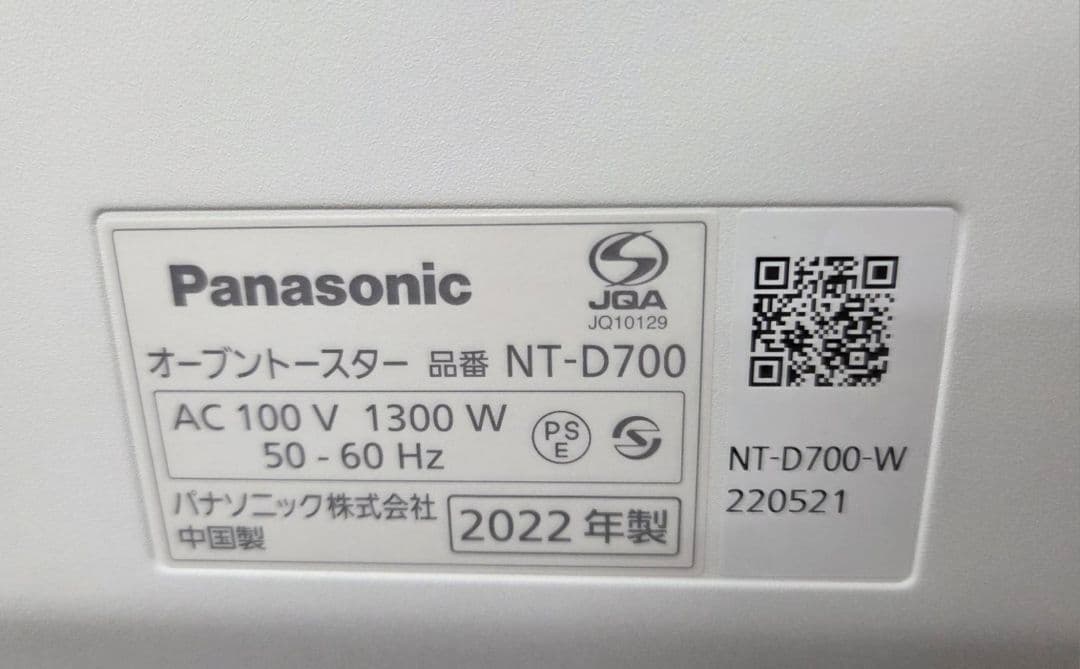 Panasonic
JQA
JQ10129
オーブントースター 品番 NT-D700
AC 100 V 1300 W
50 - 60 Hz
PS
E
パナソニック株式会社
中国製
2022 年製
NT-D700-W
220521